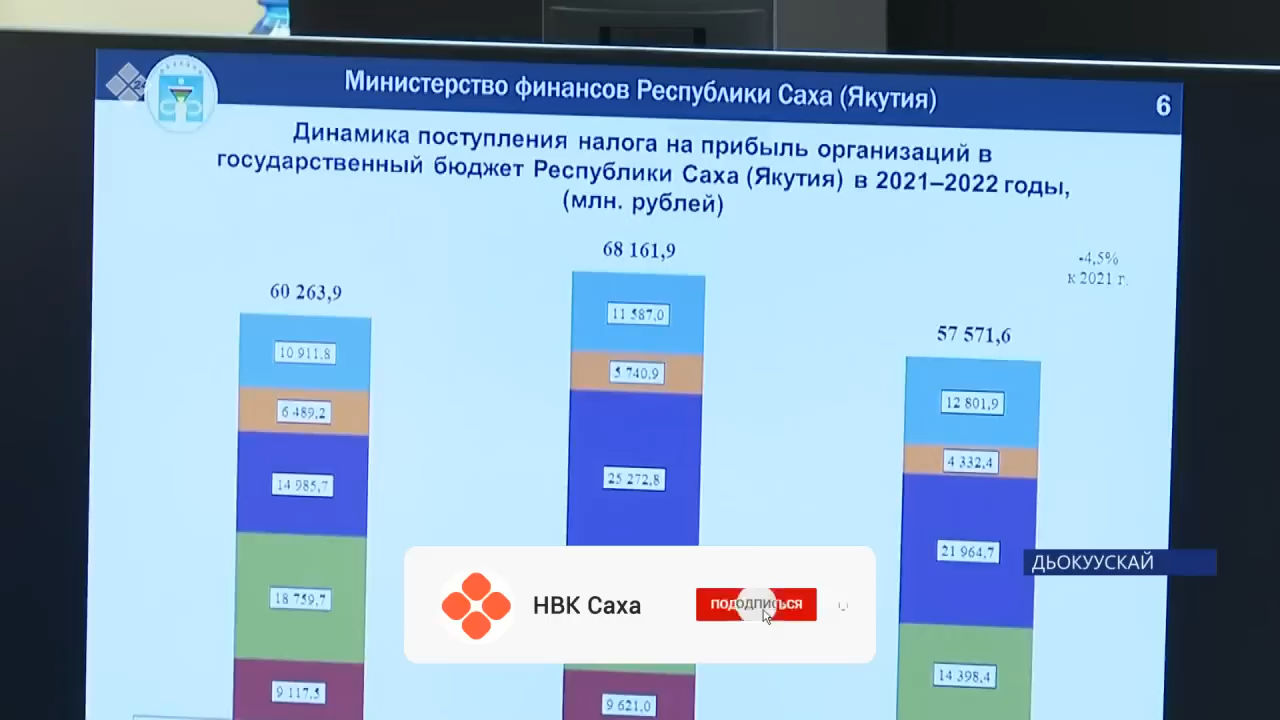 Министерство финансов Республики Саха (Якутия)
6
Динамика поступления налога на прибыль организаций в
государственный бюджет Республики Саха (Якутия) в 2021–2022 годы,
(млн. рублей)
60 263,9
68 161,9
57 571,6
-4,5%
к 2021 г.
10 911,8
6 489,2
14 985,7
18 759,7
9 117,5
11 587,0
5 740,9
25 272,8
9 621,0
12 801,9
4 332,4
21 964,7
14 398,4
ДЬОКУУСКАЙ
НВК Саха